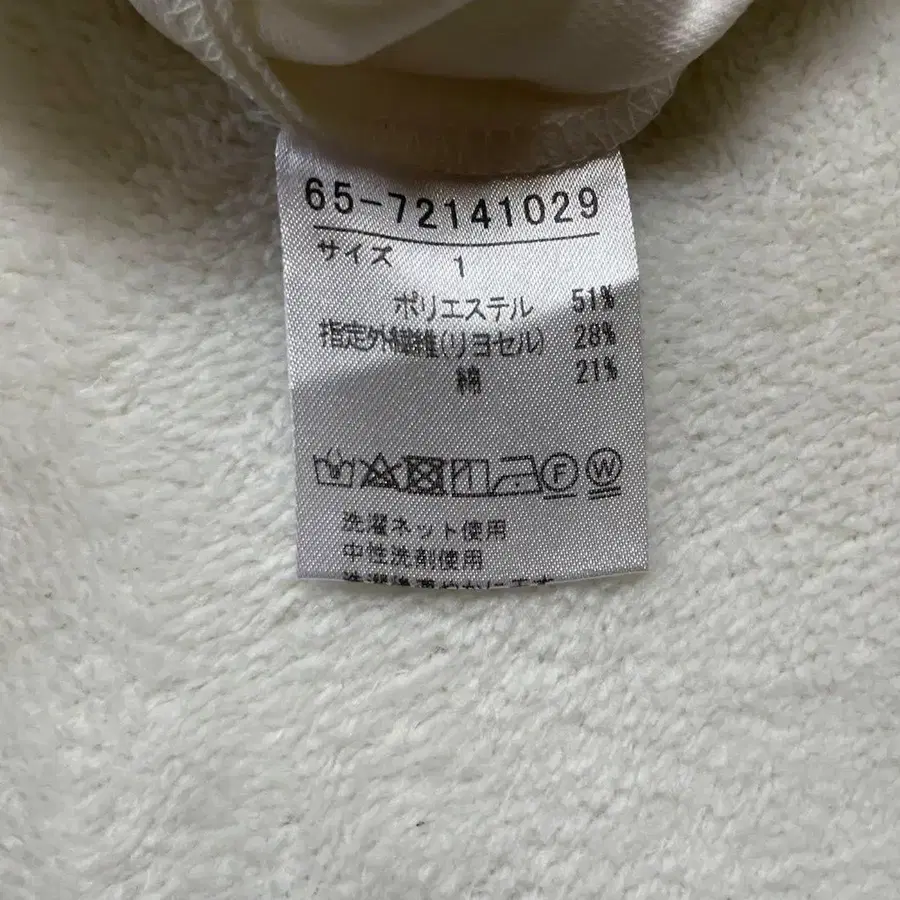 65-72141029
サイズ 1
ポリエステル 51%
指定外繊維(リヨセル) 28%
綿 21%
F W
洗濯ネット使用
中性洗剤使用